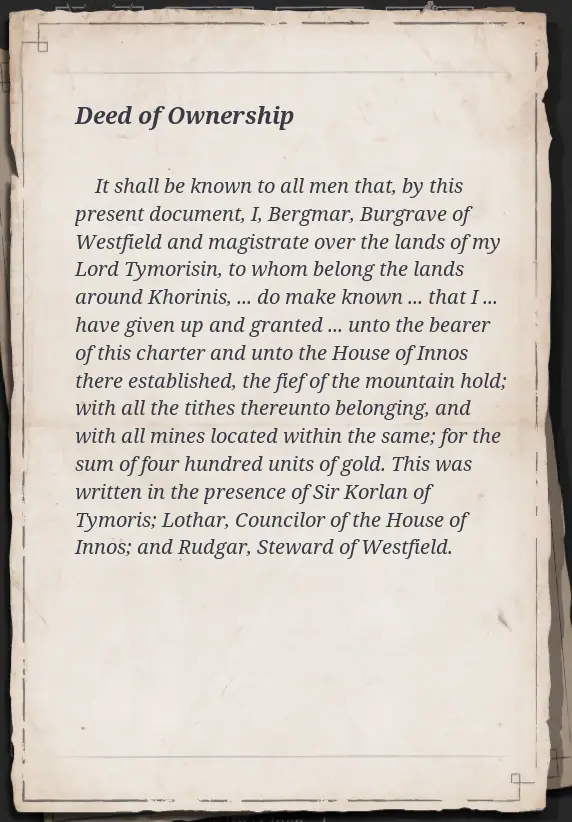 Deed of Ownership
It shall be known to all men that, by this
present document, I, Bergmar, Burgrave of
Westfield and magistrate over the lands of my
Lord Tymorisin, to whom belong the lands
around Khorinis, ... do make known ... that I ...
have given up and granted ... unto the bearer
of this charter and unto the House of Innos
there established, the fief of the mountain hold;
with all the tithes thereunto belonging, and
with all mines located within the same; for the
sum of four hundred units of gold. This was
written in the presence of Sir Korlan of
Tymoris; Lothar, Councilor of the House of
Innos; and Rudgar, Steward of Westfield.